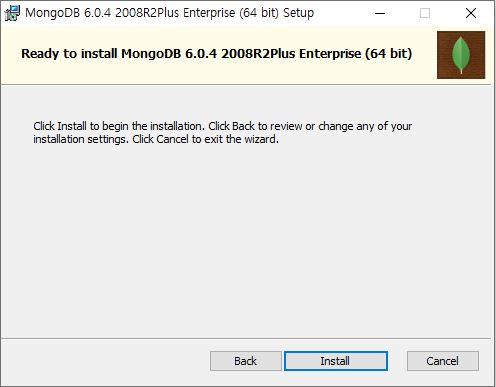 MongoDB 6.0.4 2008R2Plus Enterprise (64 bit) Setup
Ready to install MongoDB 6.0.4 2008R2Plus Enterprise (64 bit)
Click Install to begin the installation. Click Back to review or change any of your
installation settings. Click Cancel to exit the wizard.
Back
Install
Cancel